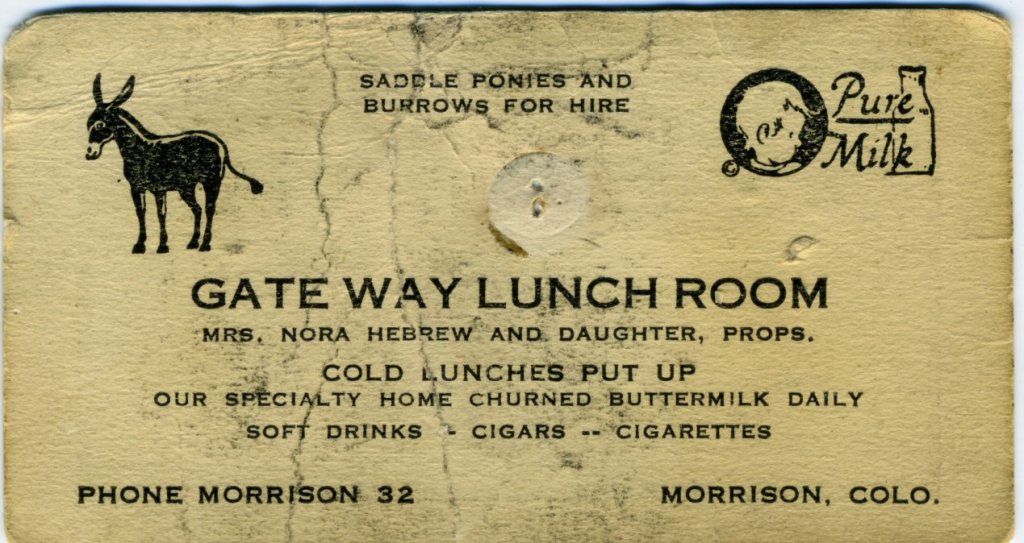 SADDLE PONIES AND
BURROWS FOR HIRE
©
Pure
Milk
GATE WAY LUNCH ROOM
MRS. NORA HEBREW AND DAUGHTER, PROPS.
COLD LUNCHES PUT UP
OUR SPECIALTY HOME CHURNED BUTTERMILK DAILY
SOFT DRINKS - CIGARS -- CIGARETTES
PHONE MORRISON 32
MORRISON, COLO.